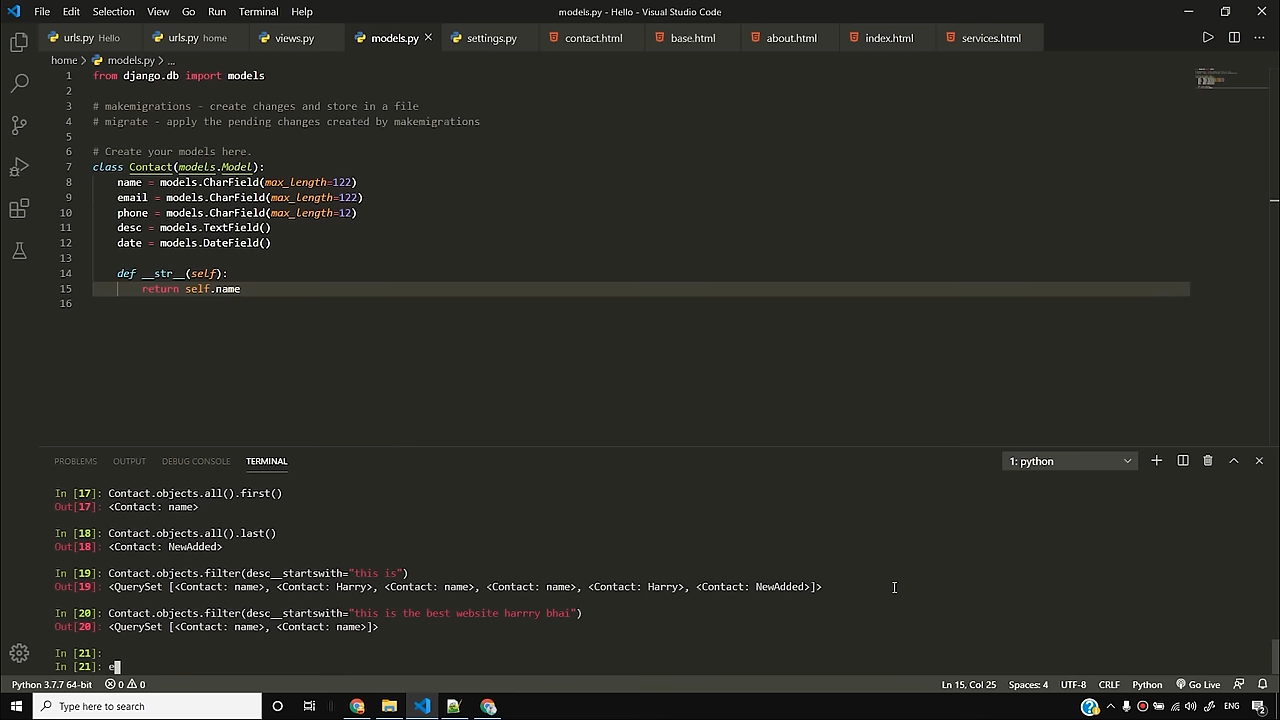 File Edit Selection View Go Run Terminal Help models.py - Hello - Visual Studio Code
urls.py Hello urls.py home views.py models.py settings.py contact.html base.html about.html index.html services.html
home > models.py > ...
1 from django.db import models
2
3 # makemigrations - create changes and store in a file
4 # migrate - apply the pending changes created by makemigrations
5
6 # Create your models here.
7 class Contact(models.Model):
8 name = models.CharField(max_length=122)
9 email = models.CharField(max_length=122)
10 phone = models.CharField(max_length=12)
11 desc = models.TextField()
12 date = models.DateField()
13
14 def __str__(self):
15 return self.name
16
PROBLEMS OUTPUT DEBUG CONSOLE TERMINAL 1: python
In [17]: Contact.objects.all().first()
Out[17]: <Contact: name>
In [18]: Contact.objects.all().last()
Out[18]: <Contact: NewAdded>
In [19]: Contact.objects.filter(desc__startswith="this is")
Out[19]: <QuerySet [<Contact: name>, <Contact: Harry>, <Contact: name>, <Contact: name>, <Contact: Harry>, <Contact: NewAdded>]>
In [20]: Contact.objects.filter(desc__startswith="this is the best website harrry bhai")
Out[20]: <QuerySet [<Contact: name>, <Contact: name>]>
In [21]:
In [21]: e
Python 3.7.7 64-bit 0 0 Ln 15, Col 25 Spaces: 4 UTF-8 CRLF Python Go Live
Type here to search ENG 2